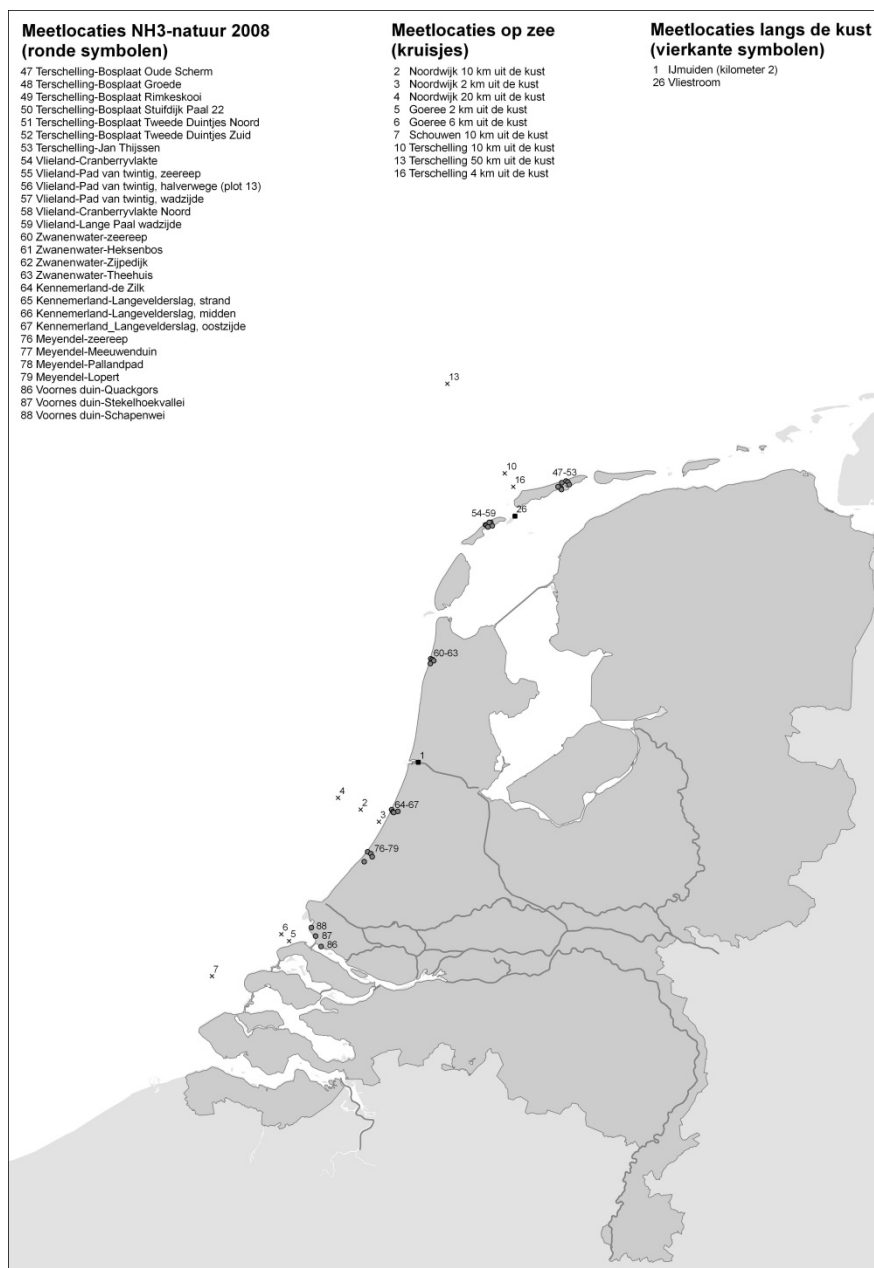 Meetlocaties NH3-natuur 2008
(ronde symbolen)
47 Terschelling-Bosplaat Oude Scherm
48 Terschelling-Bosplaat Groede
49 Terschelling-Bosplaat Rimkeskooi
50 Terschelling-Bosplaat Stuifdijk Paal 22
51 Terschelling-Bosplaat Tweede Duintjes Noord
52 Terschelling-Bosplaat Tweede Duintjes Zuid
53 Terschelling-Jan Thijssen
54 Vlieland-Cranberryvlakte
55 Vlieland-Pad van twintig, zeereep
56 Vlieland-Pad van twintig, halverwege (plot 13)
57 Vlieland-Pad van twintig, wadzijde
58 Vlieland-Cranberryvlakte Noord
59 Vlieland-Lange Paal wadzijde
60 Zwanenwater-zeereep
61 Zwanenwater-Heksenbos
62 Zwanenwater-Zijpedijk
63 Zwanenwater-Theehuis
64 Kennemerland-de Zilk
65 Kennemerland-Langevelderslag, strand
66 Kennemerland-Langevelderslag, midden
67 Kennemerland_Langevelderslag, oostzijde
76 Meyendel-zeereep
77 Meyendel-Meeuwenduin
78 Meyendel-Pallandpad
79 Meyendel-Lopert
86 Voornes duin-Quackgors
87 Voornes duin-Stekelhoekvallei
88 Voornes duin-Schapenwei
Meetlocaties op zee
(kruisjes)
2 Noordwijk 10 km uit de kust
3 Noordwijk 2 km uit de kust
4 Noordwijk 20 km uit de kust
5 Goeree 2 km uit de kust
6 Goeree 6 km uit de kust
7 Schouwen 10 km uit de kust
10 Terschelling 10 km uit de kust
13 Terschelling 50 km uit de kust
16 Terschelling 4 km uit de kust
Meetlocaties langs de kust
(vierkante symbolen)
1 IJmuiden (kilometer 2)
26 Vliestroom
13
10
47-53
16
54-59
26
60-63
1
4
2
64-67
3
76-79
88
6
5
87
86
7